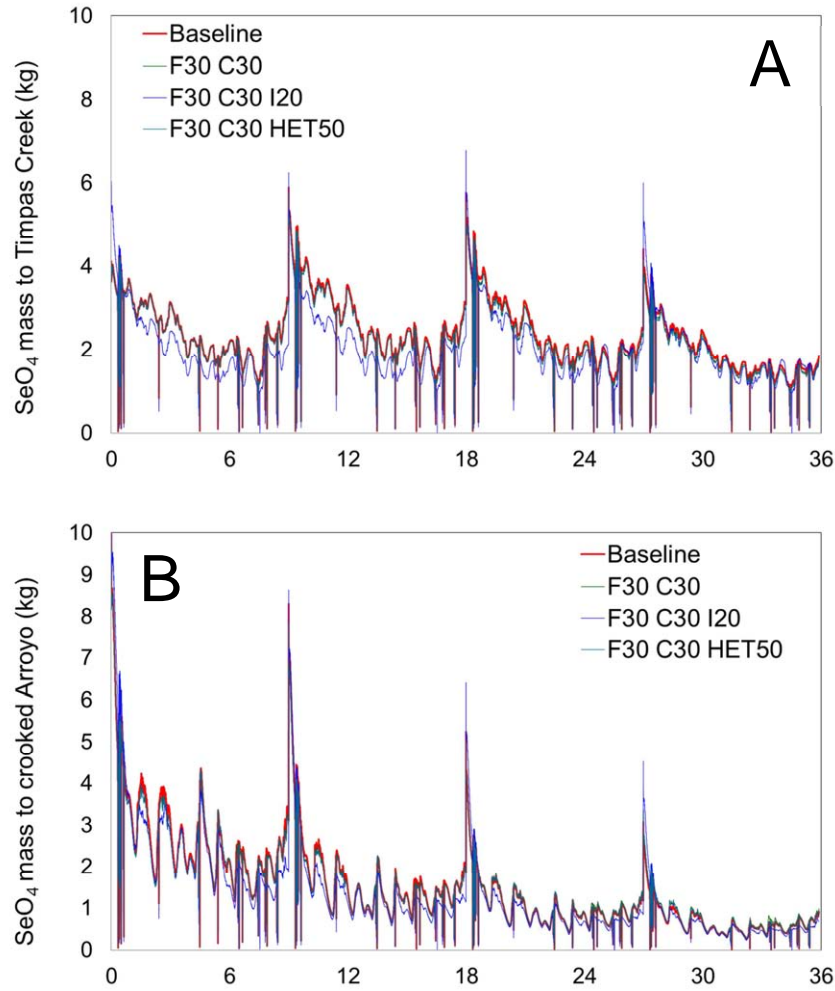 10
8
6
4
2
0
SeO4 mass to Timpas Creek (kg)
Baseline
F30 C30
F30 C30 I20
F30 C30 HET50
A
0 6 12 18 24 30 36
10
9
8
7
6
5
4
3
2
1
0
SeO4 mass to crooked Arroyo (kg)
B
Baseline
F30 C30
F30 C30 I20
F30 C30 HET50
0 6 12 18 24 30 36